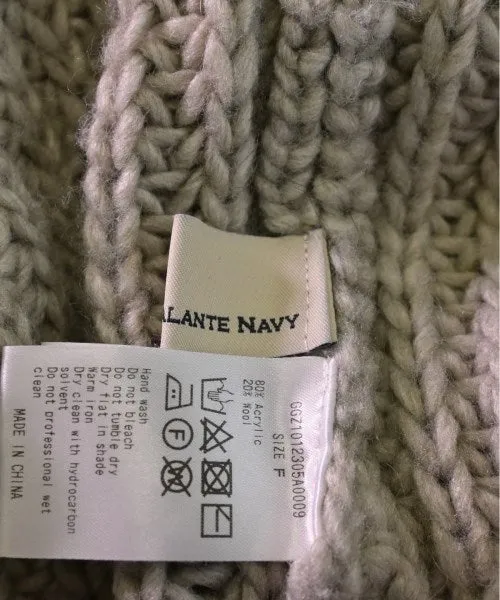 LANTE NAVY
GGZ1012305A0009
SIZE F
80% Acrylic
20% Wool
Hand wash
Do not bleach
Do not tumble dry
Dry flat in shade
Warm iron
Dry clean with hydrocarbon
solvent
Do not professional wet
clean
MADE IN CHINA